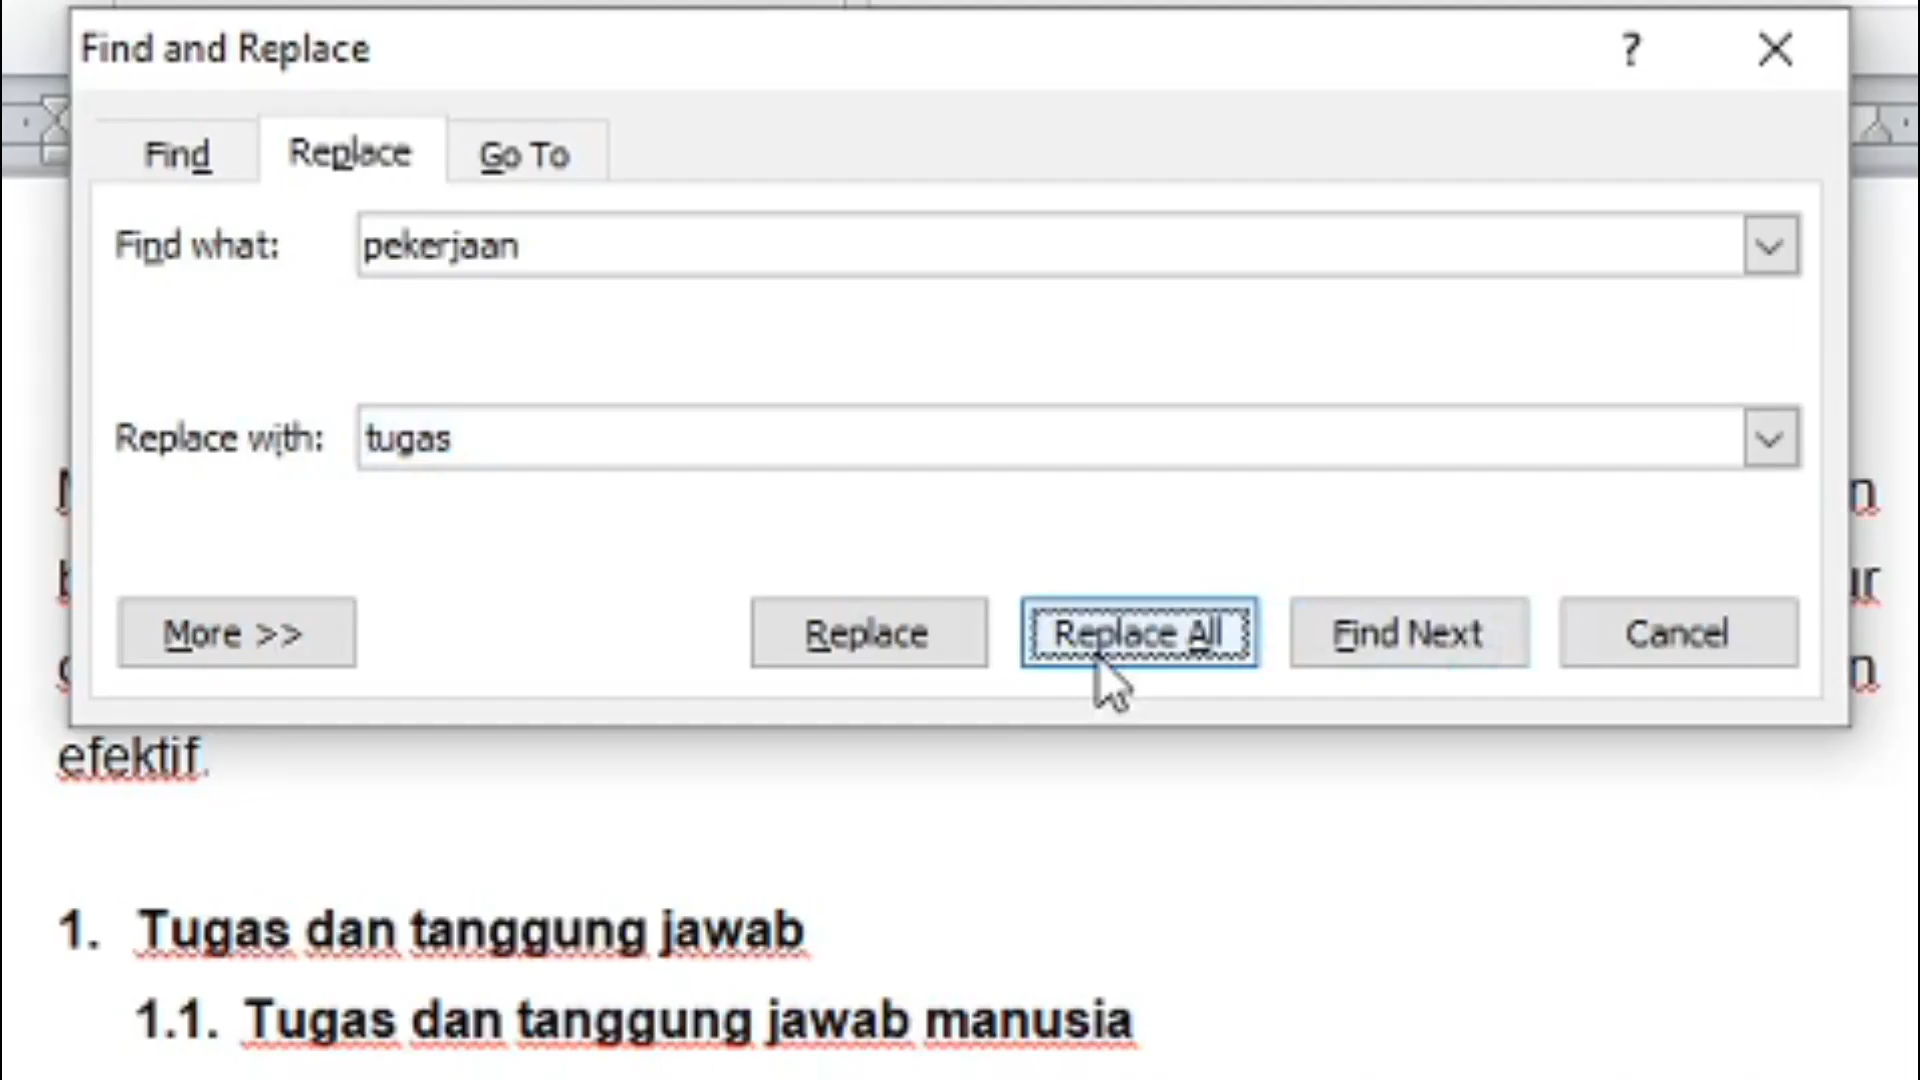 Find and Replace
?
Find Replace Go To
Find what: pekerjaan
Replace with: tugas
More >> Replace Replace All Find Next Cancel
efektif.
1. Tugas dan tanggung jawab
1.1. Tugas dan tanggung jawab manusia